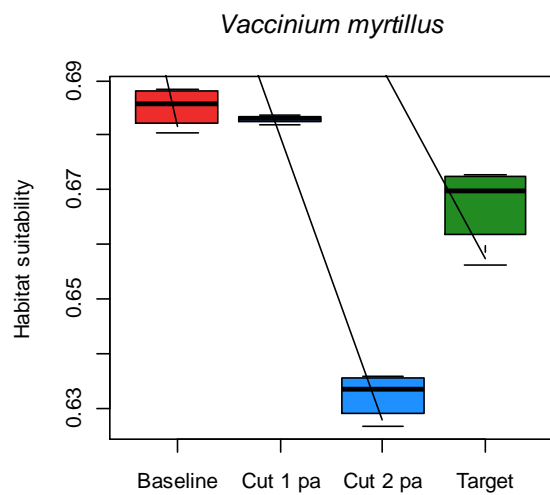 Vaccinium myrtillus
0.69
0.67
0.65
0.63
Habitat suitability
Baseline Cut 1 pa Cut 2 pa Target